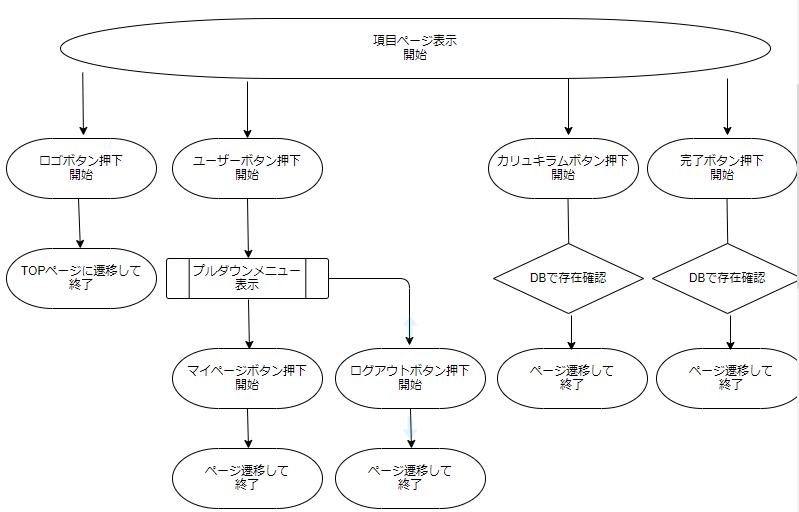 項目ページ表示
開始
ロゴボタン押下
開始
ユーザーボタン押下
開始
カリュキラムボタン押下
開始
完了ボタン押下
開始
TOPページに遷移して
終了
プルダウンメニュー
表示
DBで存在確認
DBで存在確認
マイページボタン押下
開始
ログアウトボタン押下
開始
ページ遷移して
終了
ページ遷移して
終了
ページ遷移して
終了
ページ遷移して
終了